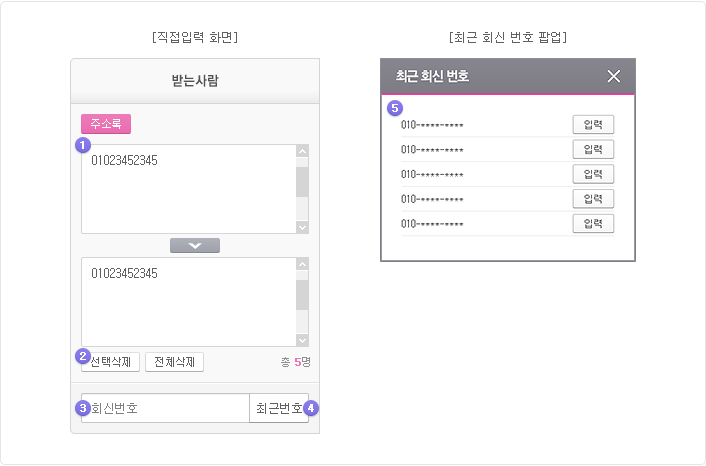 [직접입력 화면]
받는사람
주소록
1
01023452345
01023452345
2 선택삭제 전체삭제 총 5명
3 회신번호 최근번호 4
[최근 회신 번호 팝업]
최근 회신 번호
5
010-****-**** 입력
010-****-**** 입력
010-****-**** 입력
010-****-**** 입력
010-****-**** 입력